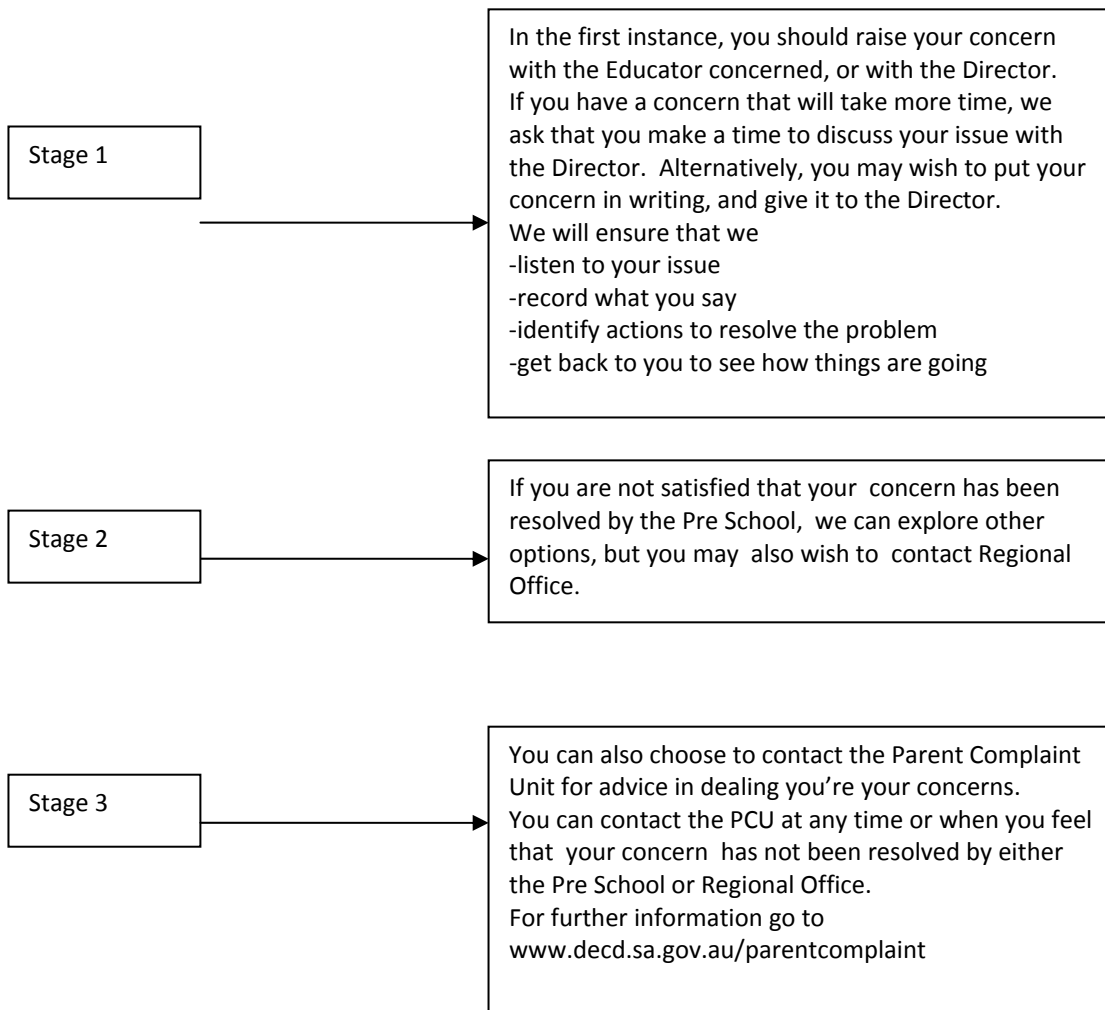 Stage 1
In the first instance, you should raise your concern
with the Educator concerned, or with the Director.
If you have a concern that will take more time, we
ask that you make a time to discuss your issue with
the Director.  Alternatively, you may wish to put your
concern in writing, and give it to the Director.
We will ensure that we
-listen to your issue
-record what you say
-identify actions to resolve the problem
-get back to you to see how things are going
Stage 2
If you are not satisfied that your  concern has been
resolved by the Pre School,  we can explore other
options, but you may  also wish to  contact Regional
Office.
Stage 3
You can also choose to contact the Parent Complaint
Unit for advice in dealing you’re your concerns.
You can contact the PCU at any time or when you feel
that  your concern  has not been resolved by either
the Pre School or Regional Office.
For further information go to
www.decd.sa.gov.au/parentcomplaint